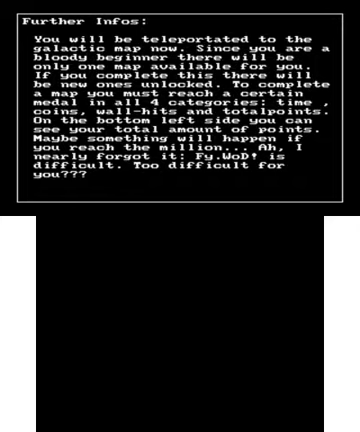 Further Infos:
You will be teleportated to the
galactic map now. Since you are a
bloody beginner there will be
only one map available for you.
If you complete this there will
be new ones unlocked. To complete
a map you must reach a certain
medal in all 4 categories: time ,
coins, wall-hits and totalpoints.
On the bottom left side you can
see your total amount of points.
Maybe something will happen if
you reach the million... Ah, I
nearly forgot it: Fy.WoD! is
difficult. Too difficult for
you???